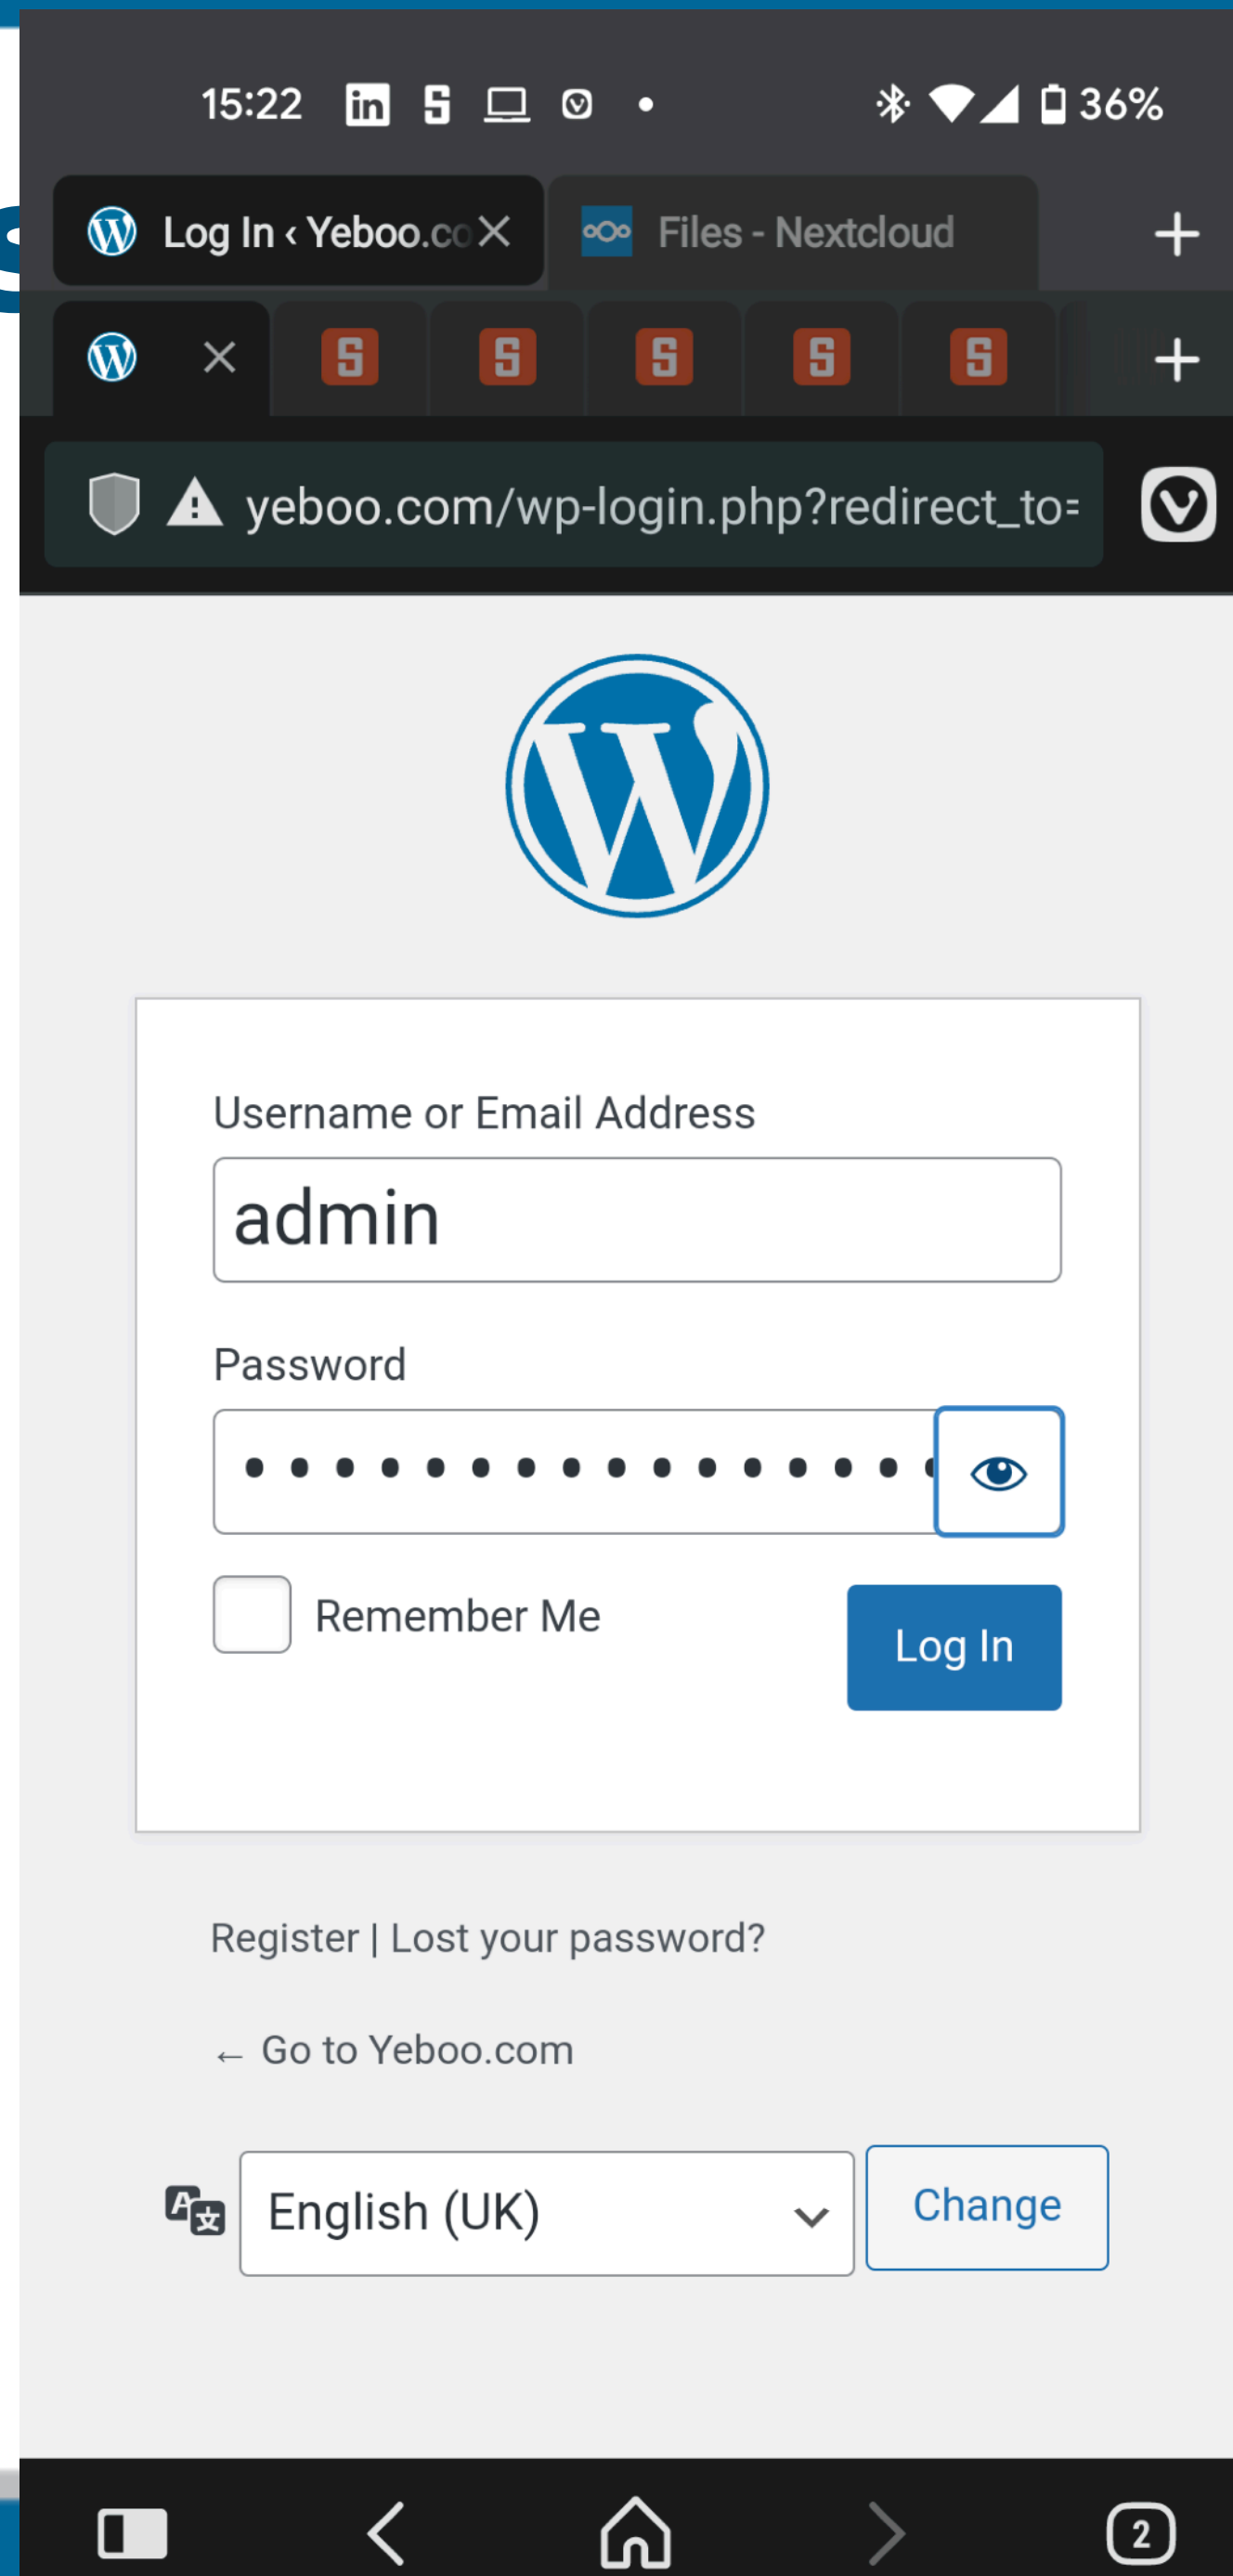 15:22 in S 36%
Log In ‹ Yeboo.co Files - Nextcloud
S S S S S
yeboo.com/wp-login.php?redirect_to=
Username or Email Address
admin
Password
Remember Me
Log In
Register | Lost your password?
← Go to Yeboo.com
English (UK) Change
2